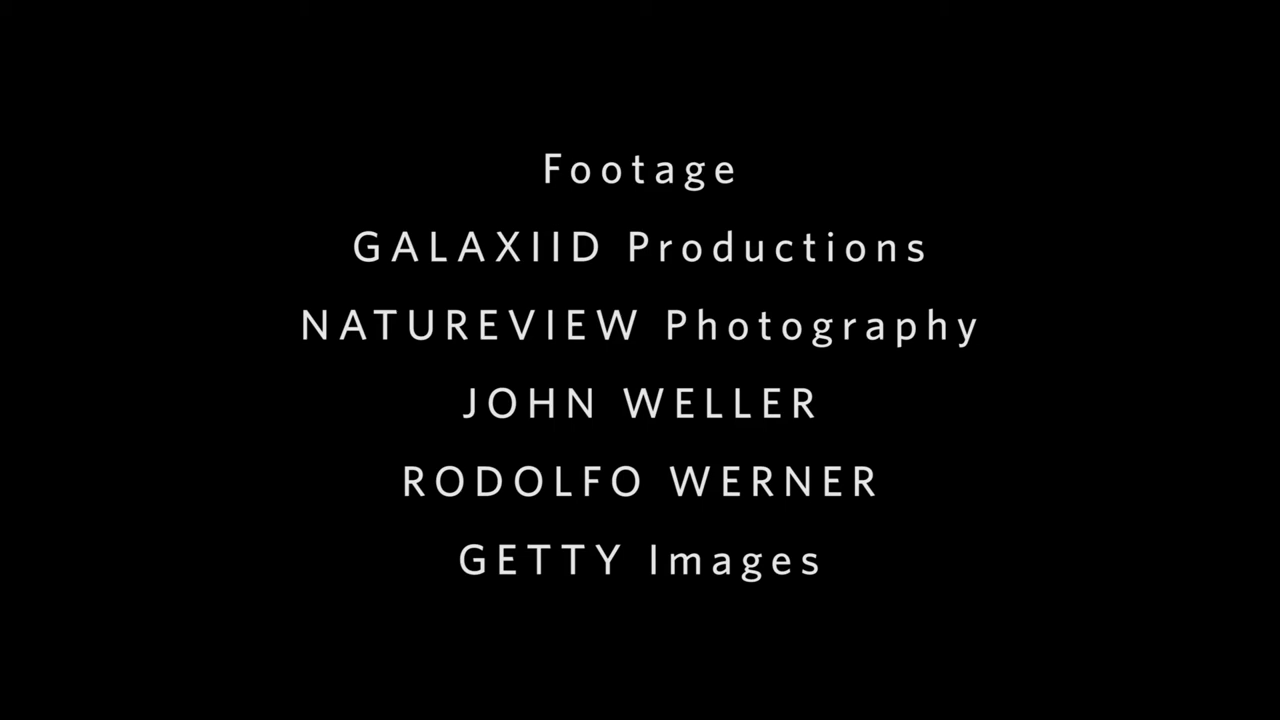 Footage
GALAXIID Productions
NATUREVIEW Photography
JOHN WELLER
RODOLFO WERNER
GETTY Images